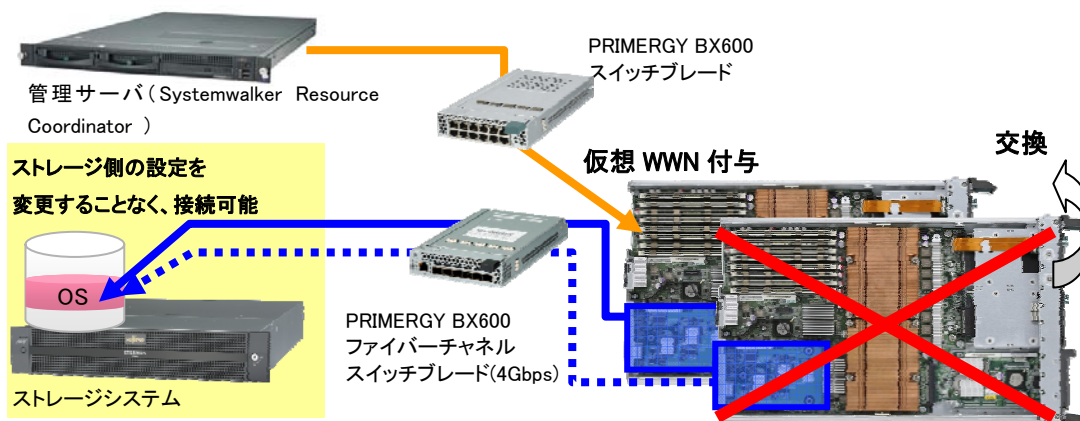 管理サーバ(Systemwalker Resource
Coordinator )
PRIMERGY BX600
スイッチブレード
ストレージ側の設定を
変更することなく、接続可能
仮想 WWN 付与
交換
OS
PRIMERGY BX600
ファイバーチャネル
スイッチブレード(4Gbps)
ストレージシステム